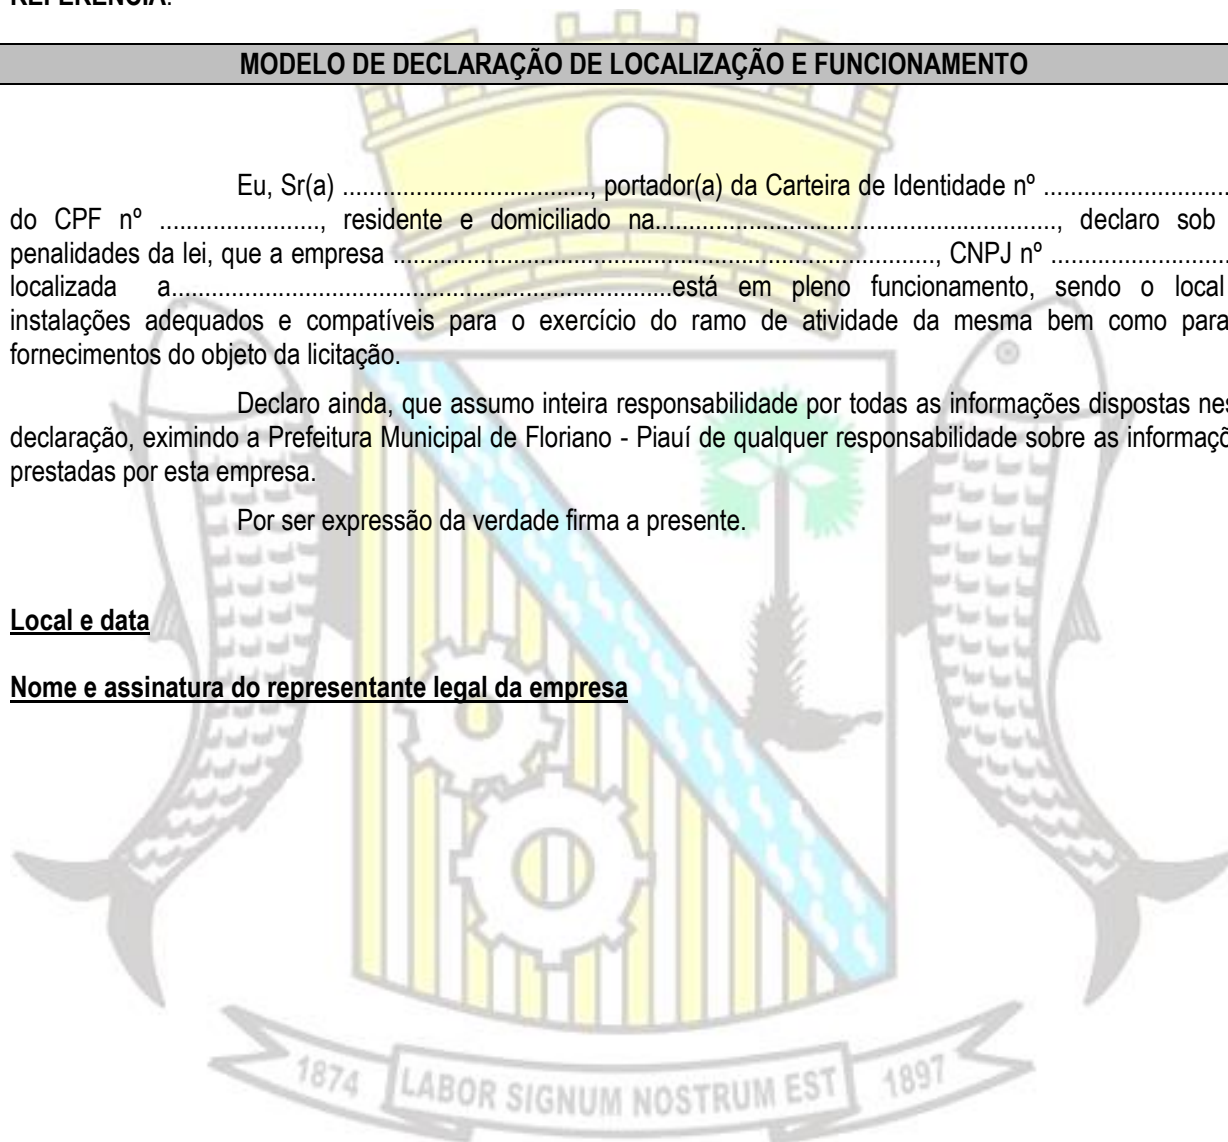 REFERÊNCIA:
MODELO DE DECLARAÇÃO DE LOCALIZAÇÃO E FUNCIONAMENTO
Eu, Sr(a) ....................................., portador(a) da Carteira de Identidade nº ............................
do CPF nº ........................, residente e domiciliado na............................................................, declaro sob
penalidades da lei, que a empresa ................................................................................., CNPJ nº ...........................
localizada a...........................................................................está em pleno funcionamento, sendo o local
instalações adequados e compatíveis para o exercício do ramo de atividade da mesma bem como para
fornecimentos do objeto da licitação.
Declaro ainda, que assumo inteira responsabilidade por todas as informações dispostas nes
declaração, eximindo a Prefeitura Municipal de Floriano - Piauí de qualquer responsabilidade sobre as informaçõ
prestadas por esta empresa.
Por ser expressão da verdade firma a presente.
Local e data
Nome e assinatura do representante legal da empresa
1874 LABOR SIGNUM NOSTRUM EST 1897